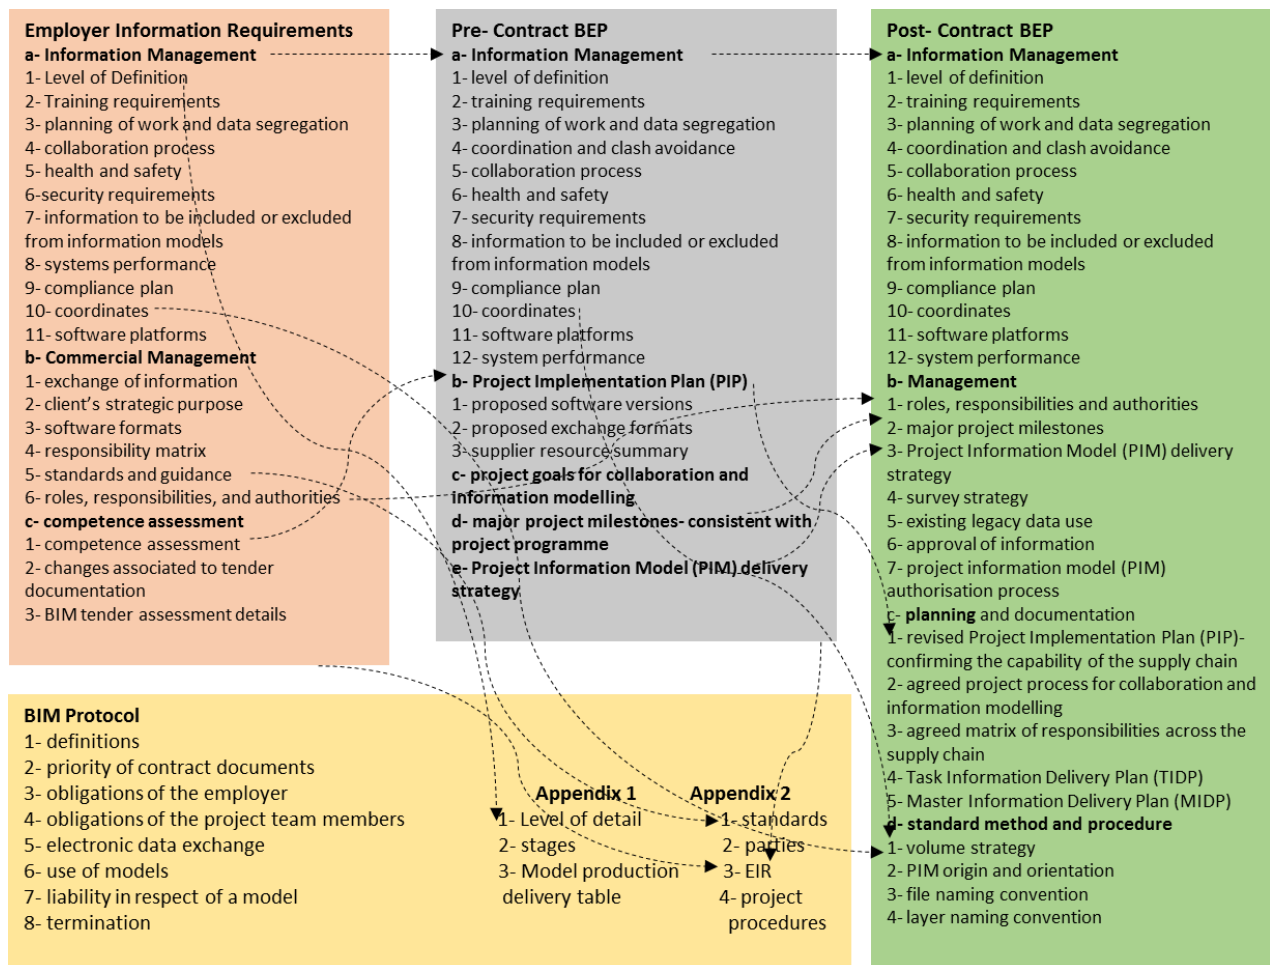 Employer Information Requirements
a- Information Management
1- Level of Definition
2- Training requirements
3- planning of work and data segregation
4- collaboration process
5- health and safety
6-security requirements
7- information to be included or excluded
from information models
8- systems performance
9- compliance plan
10- coordinates
11- software platforms
b- Commercial Management
1- exchange of information
2- client’s strategic purpose
3- software formats
4- responsibility matrix
5- standards and guidance
6- roles, responsibilities, and authorities
c- competence assessment
1- competence assessment
2- changes associated to tender
documentation
3- BIM tender assessment details
Pre- Contract BEP
a- Information Management
1- level of definition
2- training requirements
3- planning of work and data segregation
4- coordination and clash avoidance
5- collaboration process
6- health and safety
7- security requirements
8- information to be included or excluded
from information models
9- compliance plan
10- coordinates
11- software platforms
12- system performance
b- Project Implementation Plan (PIP)
1- proposed software versions
2- proposed exchange formats
3- supplier resource summary
c- project goals for collaboration and
information modelling
d- major project milestones- consistent with
project programme
e- Project Information Model (PIM) delivery
strategy
Post- Contract BEP
a- Information Management
1- level of definition
2- training requirements
3- planning of work and data segregation
4- coordination and clash avoidance
5- collaboration process
6- health and safety
7- security requirements
8- information to be included or excluded
from information models
9- compliance plan
10- coordinates
11- software platforms
12- system performance
b- Management
1- roles, responsibilities and authorities
2- major project milestones
3- Project Information Model (PIM) delivery
strategy
4- survey strategy
5- existing legacy data use
6- approval of information
7- project information model (PIM)
authorisation process
c- planning and documentation
1- revised Project Implementation Plan (PIP)-
confirming the capability of the supply chain
2- agreed project process for collaboration and
information modelling
3- agreed matrix of responsibilities across the
supply chain
4- Task Information Delivery Plan (TIDP)
5- Master Information Delivery Plan (MIDP)
d- standard method and procedure
1- volume strategy
2- PIM origin and orientation
3- file naming convention
4- layer naming convention
BIM Protocol
1- definitions
2- priority of contract documents
3- obligations of the employer
4- obligations of the project team members
5- electronic data exchange
6- use of models
7- liability in respect of a model
8- termination
Appendix 1
1- Level of detail
2- stages
3- Model production
delivery table
Appendix 2
1- standards
2- parties
3- EIR
4- project
procedures